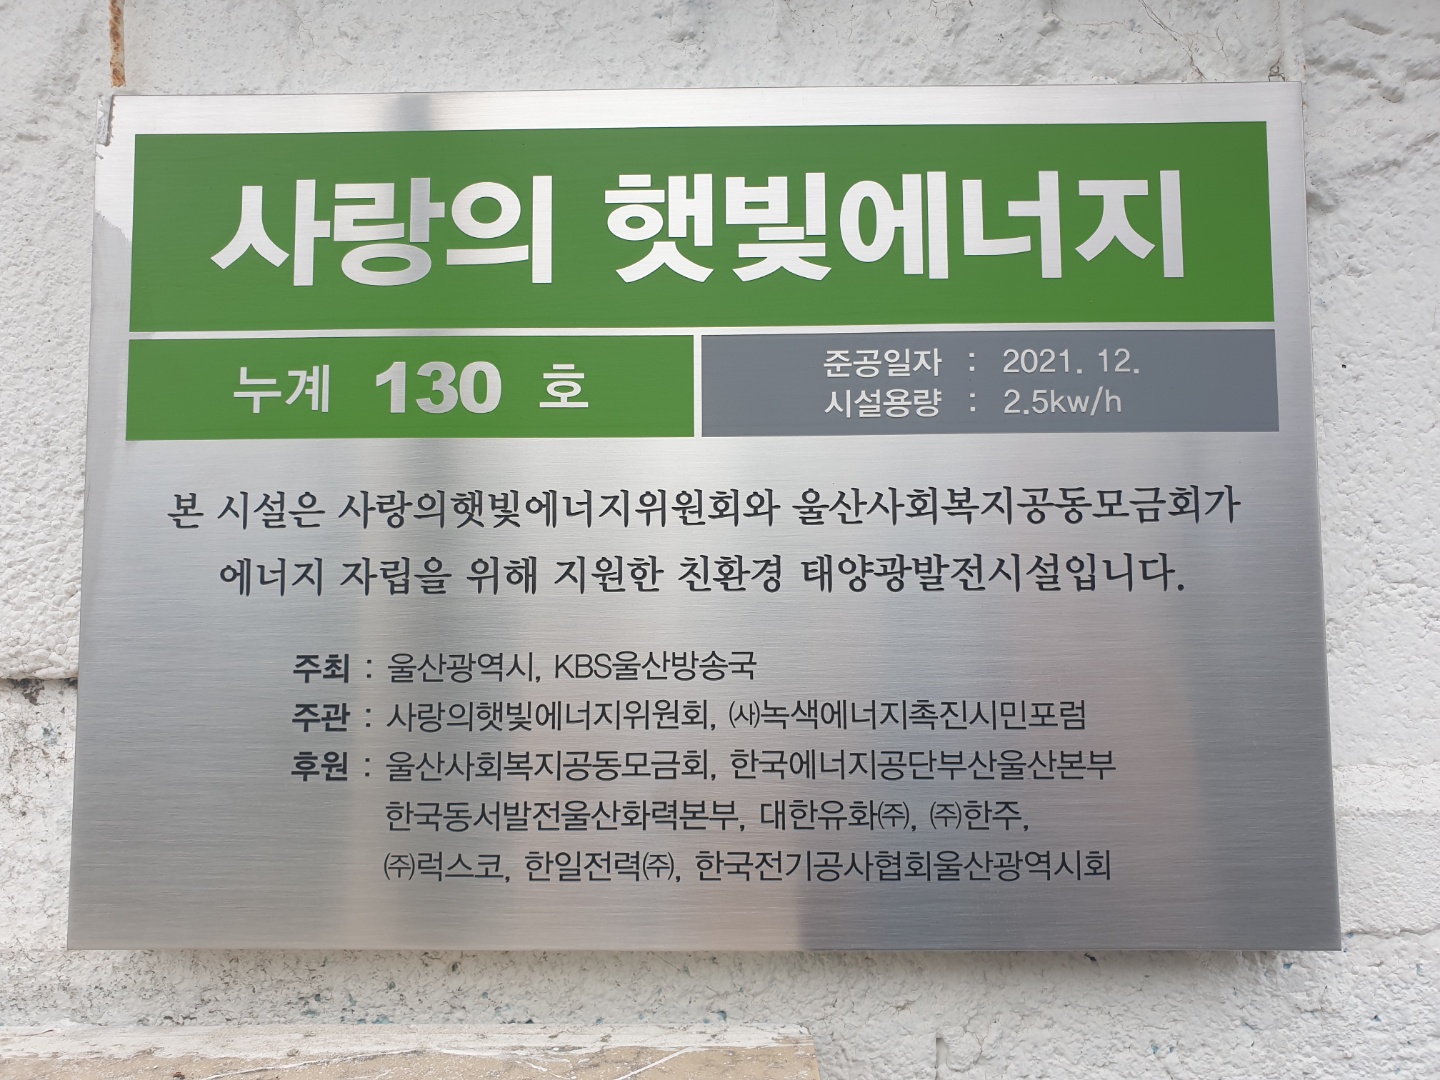 사랑의 햇빛에너지
누계 130 호
준공일자 : 2021. 12.
시설용량 : 2.5kw/h
본 시설은 사랑의햇빛에너지위원회와 울산사회복지공동모금회가
에너지 자립을 위해 지원한 친환경 태양광발전시설입니다.
주최 : 울산광역시, KBS울산방송국
주관 : 사랑의햇빛에너지위원회, ㈔녹색에너지촉진시민포럼
후원 : 울산사회복지공동모금회, 한국에너지공단부산울산본부
한국동서발전울산화력본부, 대한유화㈜, ㈜한주,
㈜럭스코, 한일전력㈜, 한국전기공사협회울산광역시회